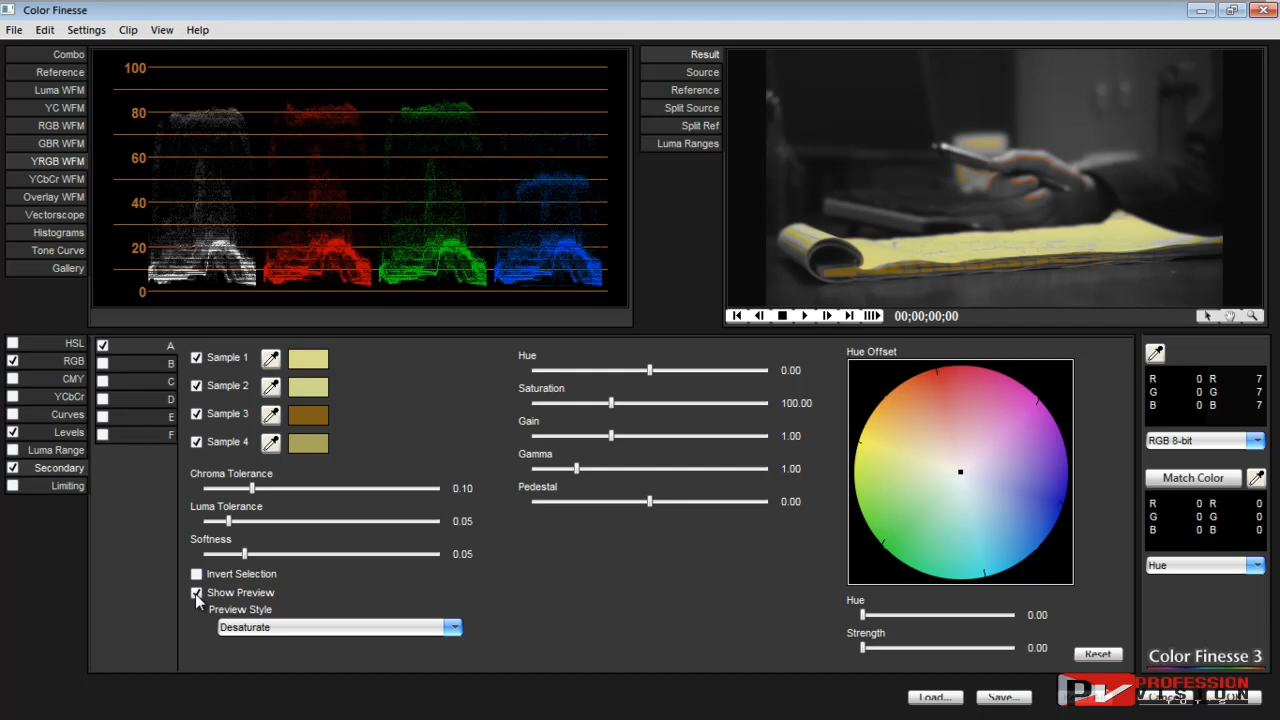 Color Finesse
File Edit Settings Clip View Help
Combo
Reference
Luma WFM
YC WFM
RGB WFM
GBR WFM
YRGB WFM
YCbCr WFM
Overlay WFM
Vectorscope
Histograms
Tone Curve
Gallery
100
80
60
40
20
0
Result
Source
Reference
Split Source
Split Ref
Luma Ranges
00;00;00;00
HSL
RGB
CMY
YCbCr
Curves
Levels
Luma Range
Secondary
Limiting
A
B
C
D
E
F
Sample 1
Sample 2
Sample 3
Sample 4
Chroma Tolerance
0.10
Luma Tolerance
0.05
Softness
0.05
Invert Selection
Show Preview
Preview Style
Desaturate
Hue
0.00
Saturation
100.00
Gain
1.00
Gamma
1.00
Pedestal
0.00
Hue Offset
Hue
0.00
Strength
0.00
Reset
R 0 R 7
G 0 G 7
B 0 B 7
RGB 8-bit
Match Color
R 0 R 0
G 0 G 0
B 0 B 0
Hue
Color Finesse 3
Load...
Save...
PROFESSION
VISION